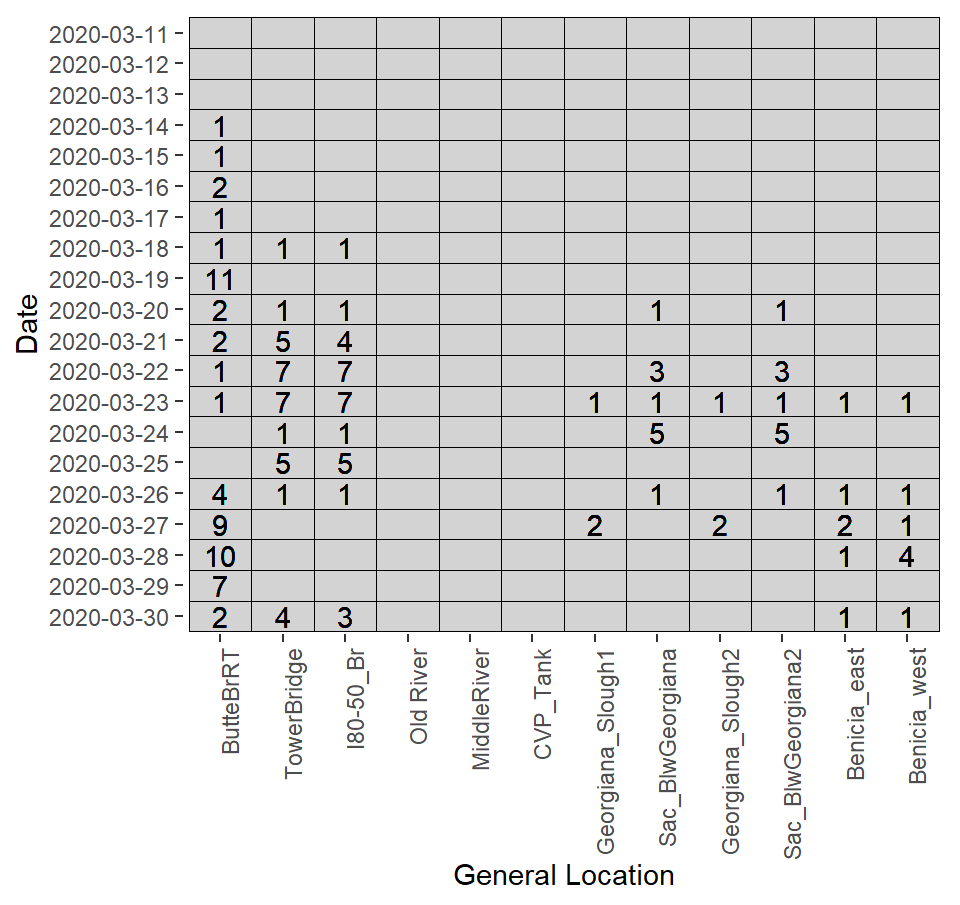 2020-03-11
2020-03-12
2020-03-13
2020-03-14 1
2020-03-15 1
2020-03-16 2
2020-03-17 1
2020-03-18 1 1 1
2020-03-19 11
2020-03-20 2 1 1 1 1
2020-03-21 2 5 4
2020-03-22 1 7 7 3 3
2020-03-23 1 7 7 1 1 1 1 1 1
2020-03-24 1 1 5 5
2020-03-25 5 5
2020-03-26 4 1 1 1 1 1 1
2020-03-27 9 2 2 2 1
2020-03-28 10 1 4
2020-03-29 7
2020-03-30 2 4 3 1 1
Date
ButteBrRT
TowerBridge
I80-50_Br
Old River
MiddleRiver
CVP_Tank
Georgiana_Slough1
Sac_BlwGeorgiana
Georgiana_Slough2
Sac_BlwGeorgiana2
Benicia_east
Benicia_west
General Location